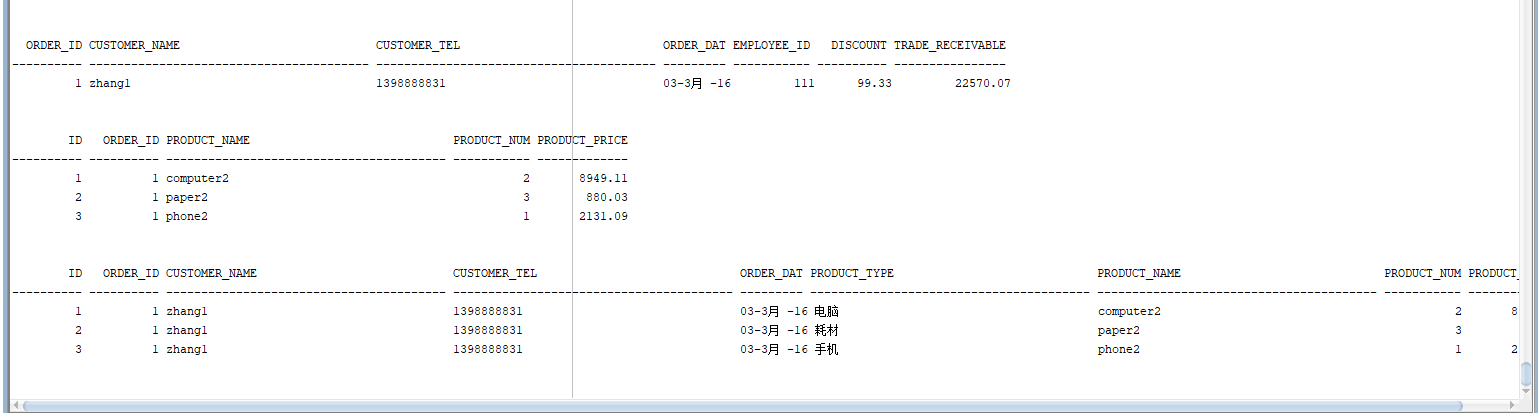 ORDER_ID CUSTOMER_NAME CUSTOMER_TEL ORDER_DAT EMPLOYEE_ID DISCOUNT TRADE_RECEIVABLE
---------- ---------------------------------------- ---------------------------------------- --------- ----------- ---------- ----------------
1 zhang1 1398888831 03-3月 -16 111 99.33 22570.07
ID ORDER_ID PRODUCT_NAME PRODUCT_NUM PRODUCT_PRICE
---------- ---------- ---------------------------------------- ----------- -------------
1 1 computer2 2 8949.11
2 1 paper2 3 880.03
3 1 phone2 1 2131.09
ID ORDER_ID CUSTOMER_NAME CUSTOMER_TEL ORDER_DAT PRODUCT_TYPE PRODUCT_NAME PRODUCT_NUM PRODUCT_
---------- ---------- ---------------------------------------- ---------------------------------------- --------- ---------------------------------------- ---------------------------------------- ----------- -------
1 1 zhang1 1398888831 03-3月 -16 电脑 computer2 2 8
2 1 zhang1 1398888831 03-3月 -16 耗材 paper2 3
3 1 zhang1 1398888831 03-3月 -16 手机 phone2 1 2